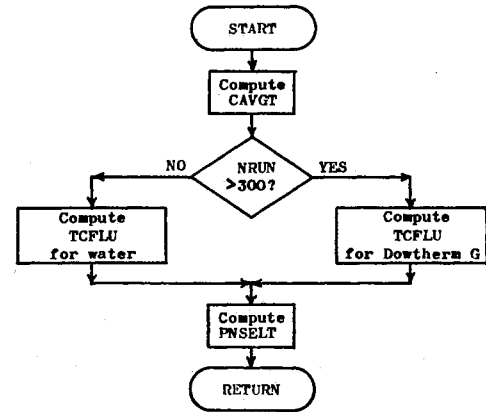 START
Compute
CAVGT
NO
NRUN
>300?
YES
Compute
TCFLU
for water
Compute
TCFLU
for Dowtherm G
Compute
PNSELT
RETURN